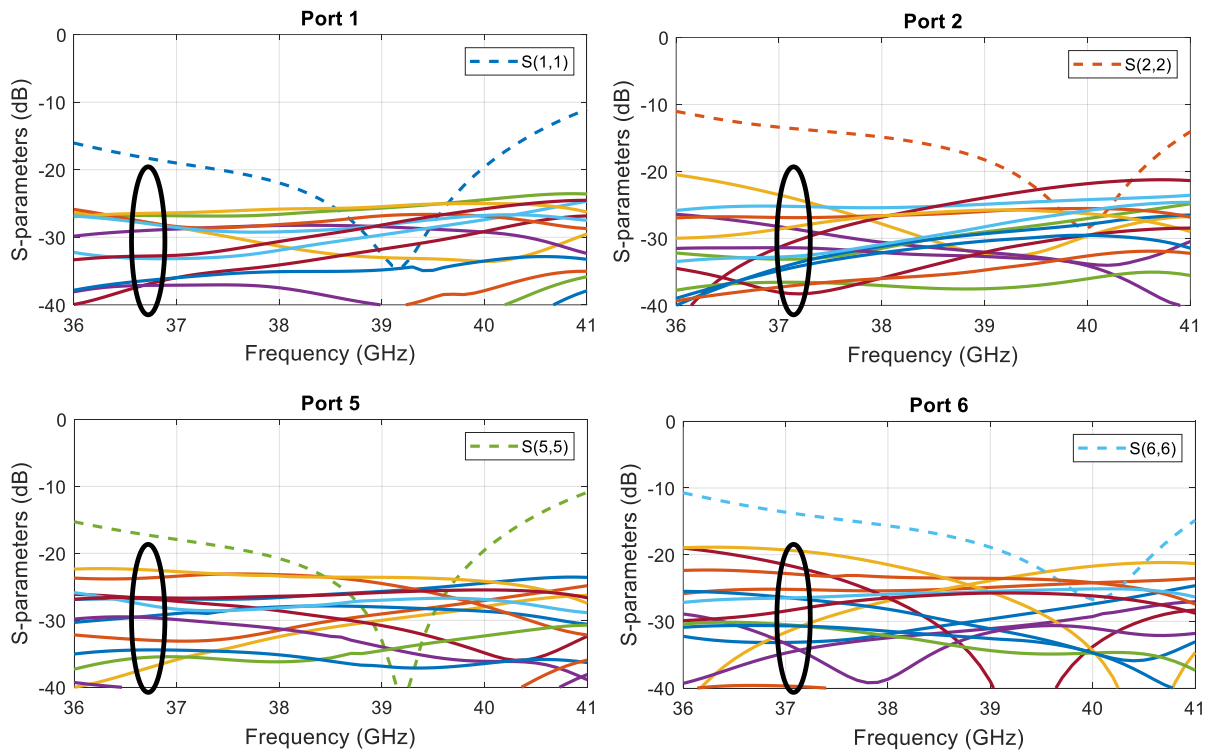 Port 1
S-parameters (dB)
0
-10
-20
-30
-40
S(1,1)
36 37 38 39 40 41
Frequency (GHz)
Port 2
S-parameters (dB)
0
-10
-20
-30
-40
S(2,2)
36 37 38 39 40 41
Frequency (GHz)
Port 5
S-parameters (dB)
0
-10
-20
-30
-40
S(5,5)
36 37 38 39 40 41
Frequency (GHz)
Port 6
S-parameters (dB)
0
-10
-20
-30
-40
S(6,6)
36 37 38 39 40 41
Frequency (GHz)